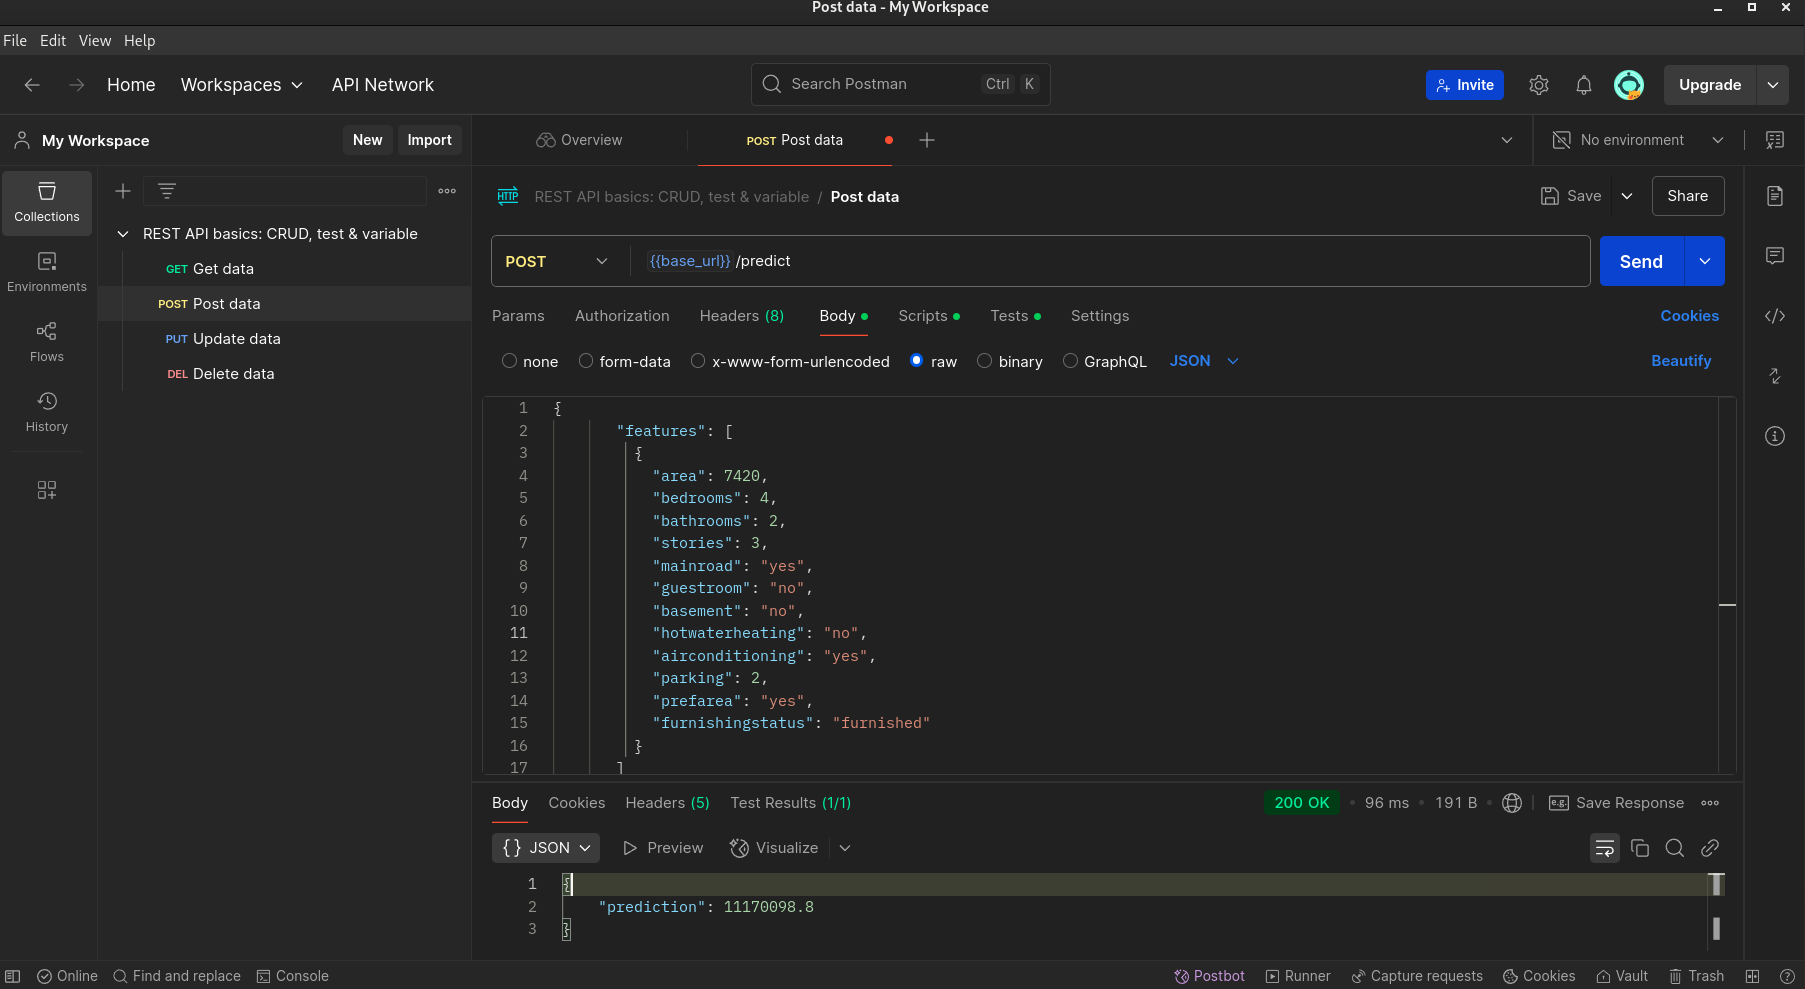 Post data - My Workspace
File Edit View Help
Home Workspaces API Network Search Postman Ctrl K Invite Upgrade
My Workspace New Import Overview POST Post data No environment
Collections
Environments
Flows
History
REST API basics: CRUD, test & variable
GET Get data
POST Post data
PUT Update data
DEL Delete data
HTTP REST API basics: CRUD, test & variable / Post data Save Share
POST {{base_url}} /predict Send
Params Authorization Headers (8) Body Scripts Tests Settings Cookies
none form-data x-www-form-urlencoded raw binary GraphQL JSON Beautify
1 {
2 "features": [
3 {
4 "area": 7420,
5 "bedrooms": 4,
6 "bathrooms": 2,
7 "stories": 3,
8 "mainroad": "yes",
9 "guestroom": "no",
10 "basement": "no",
11 "hotwaterheating": "no",
12 "airconditioning": "yes",
13 "parking": 2,
14 "prefarea": "yes",
15 "furnishingstatus": "furnished"
16 }
17 ]
Body Cookies Headers (5) Test Results (1/1) 200 OK • 96 ms • 191 B • e.g. Save Response
{} JSON Preview Visualize
1 {
2 "prediction": 11170098.8
3 }
Online Find and replace Console Postbot Runner Capture requests Cookies Vault Trash